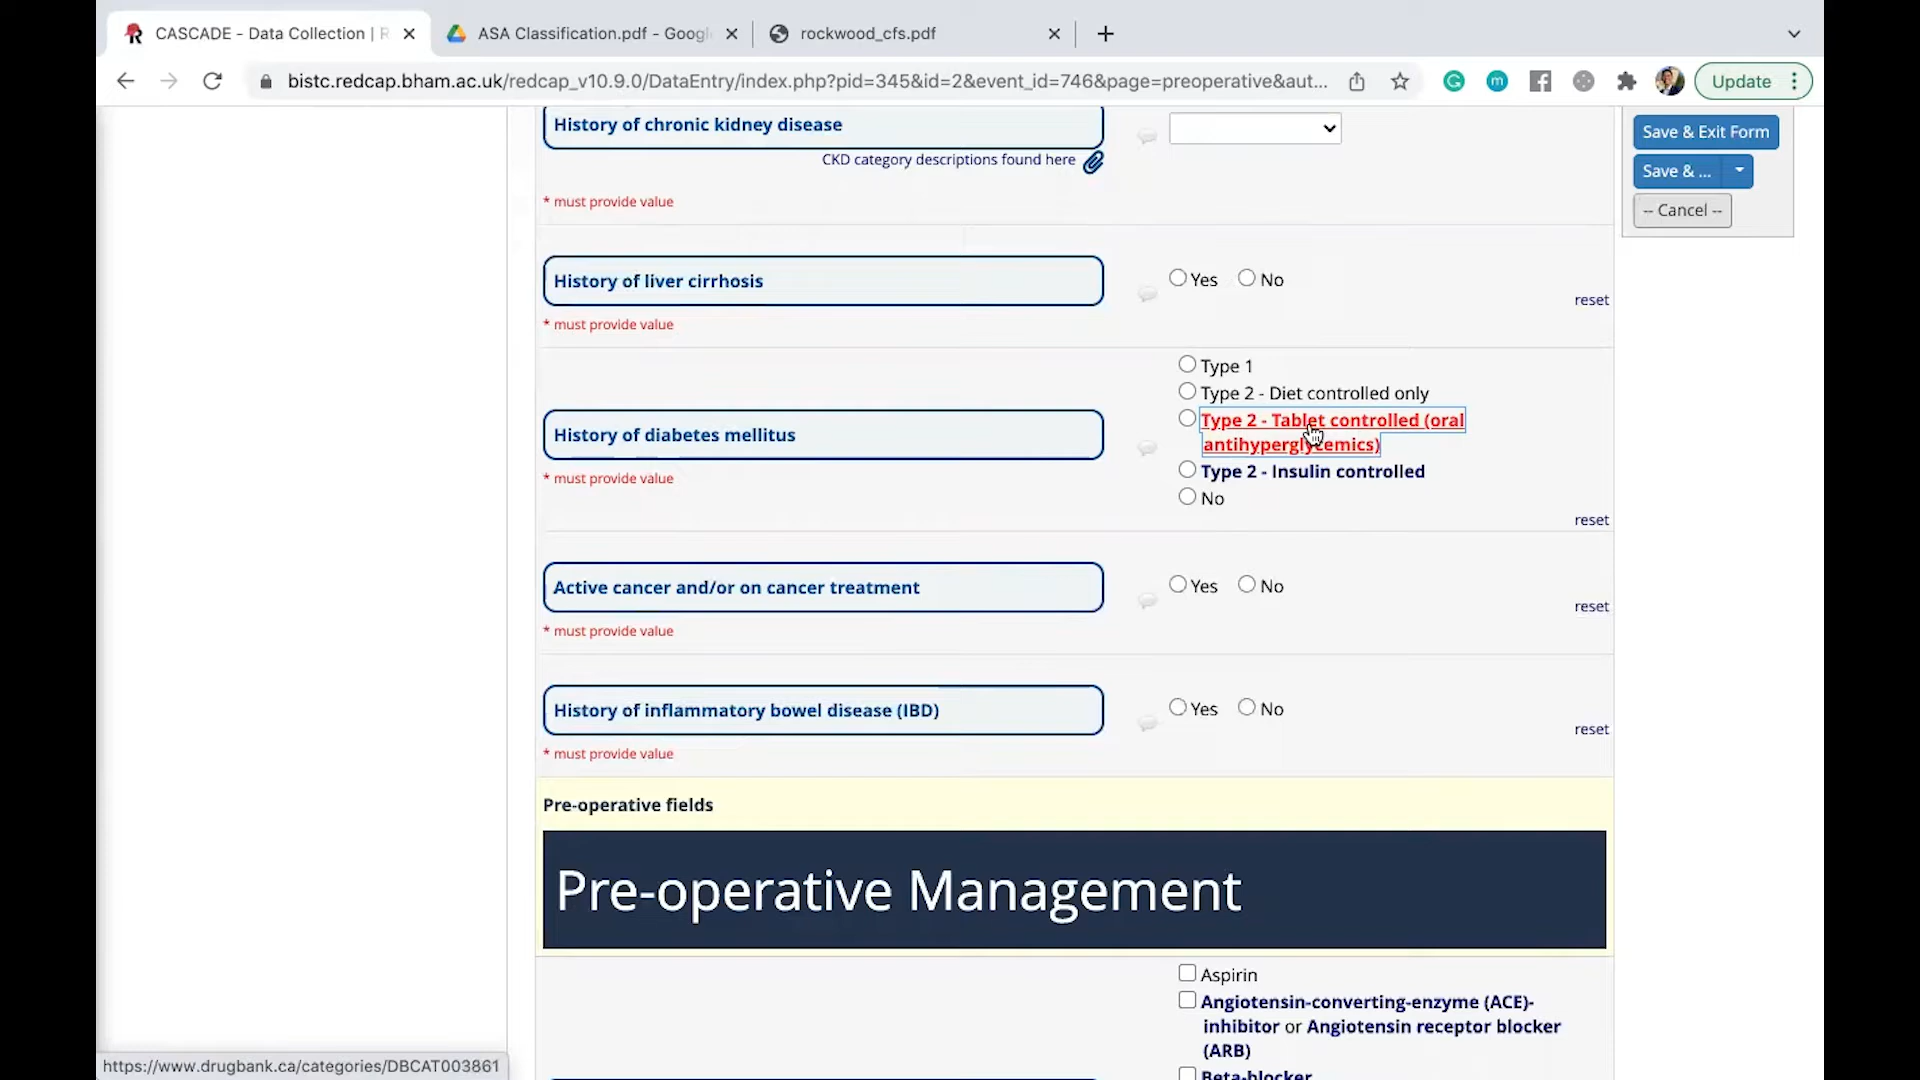 CASCADE - Data Collection | R
ASA Classification.pdf - Googl
rockwood_cfs.pdf
bistc.redcap.bham.ac.uk/redcap_v10.9.0/DataEntry/index.php?pid=345&id=2&event_id=746&page=preoperative&aut...
Update
History of chronic kidney disease
CKD category descriptions found here
* must provide value
Save & Exit Form
Save & ...
-- Cancel --
History of liver cirrhosis
Yes No
reset
* must provide value
Type 1
Type 2 - Diet controlled only
Type 2 - Tablet controlled (oral
antihyperglycemics)
Type 2 - Insulin controlled
No
History of diabetes mellitus
* must provide value
reset
Active cancer and/or on cancer treatment
Yes No
reset
* must provide value
History of inflammatory bowel disease (IBD)
Yes No
reset
* must provide value
Pre-operative fields
Pre-operative Management
Aspirin
Angiotensin-converting-enzyme (ACE)-
inhibitor or Angiotensin receptor blocker
(ARB)
Beta-blocker
https://www.drugbank.ca/categories/DBCAT003861